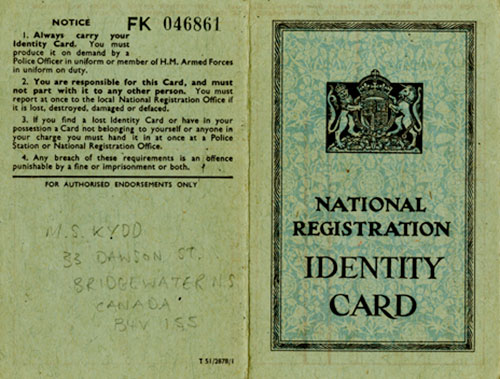 NOTICE FK 046861
1. Always carry your
Identity Card. You must
produce it on demand by a
Police Officer in uniform or member of H.M. Armed Forces
in uniform on duty.
2. You are responsible for this Card, and must
not part with it to any other person. You must
report at once to the local National Registration Office if
it is lost, destroyed, damaged or defaced.
3. If you find a lost Identity Card or have in your
possession a Card not belonging to yourself or anyone in
your charge you must hand it in at once at a Police
Station or National Registration Office.
4. Any breach of these requirements is an offence
punishable by a fine or imprisonment or both.
FOR AUTHORISED ENDORSEMENTS ONLY
M.S. KYDD
33 DAWSON ST.
BRIDGEWATER N.S
CANADA
B4V 1S5
T 51/2878/1
NATIONAL
REGISTRATION
IDENTITY
CARD